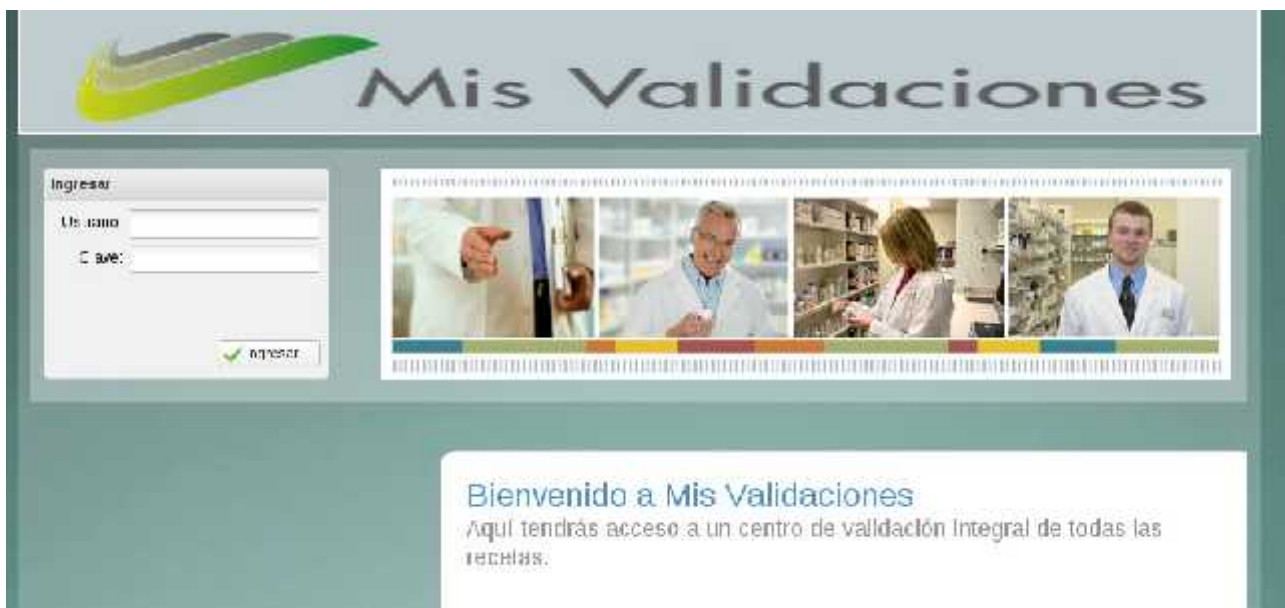 Mis Validaciones
Ingresar
Usuario
Clave:
Ingresar
Bienvenido a Mis Validaciones
Aquí tendrás acceso a un centro de validación integral de todas las
recetas.